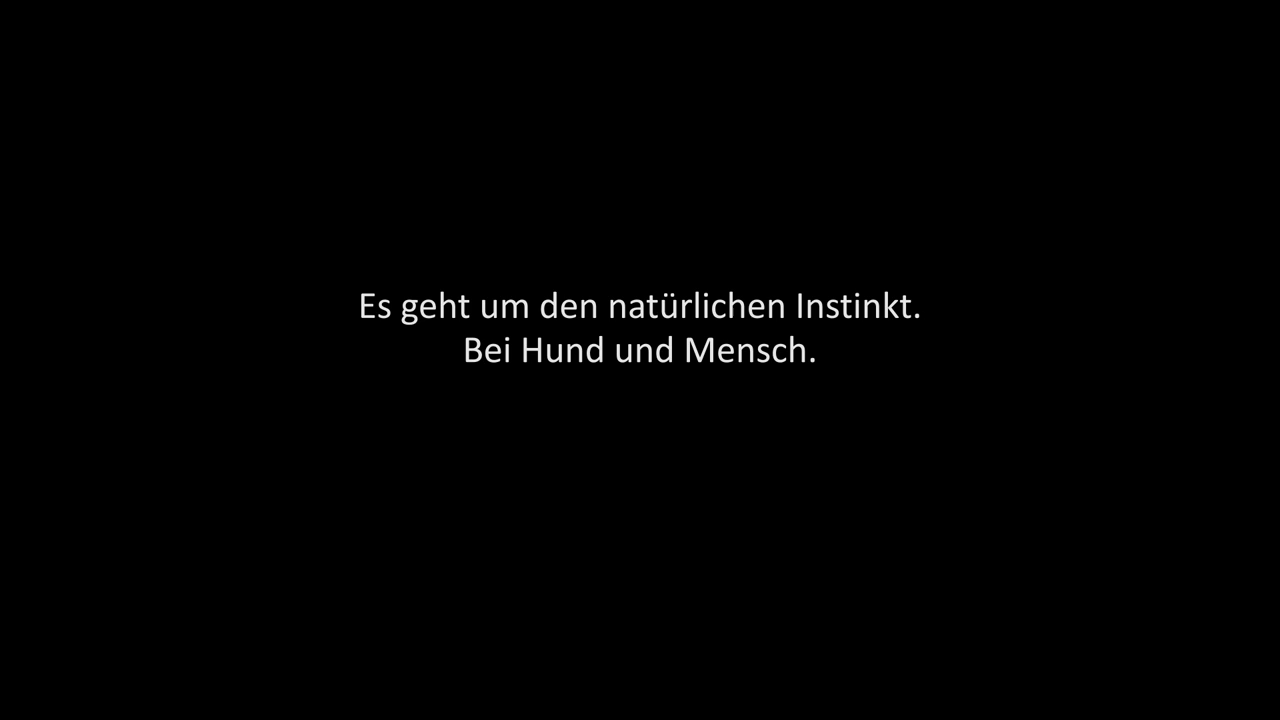 Es geht um den natürlichen Instinkt.
Bei Hund und Mensch.